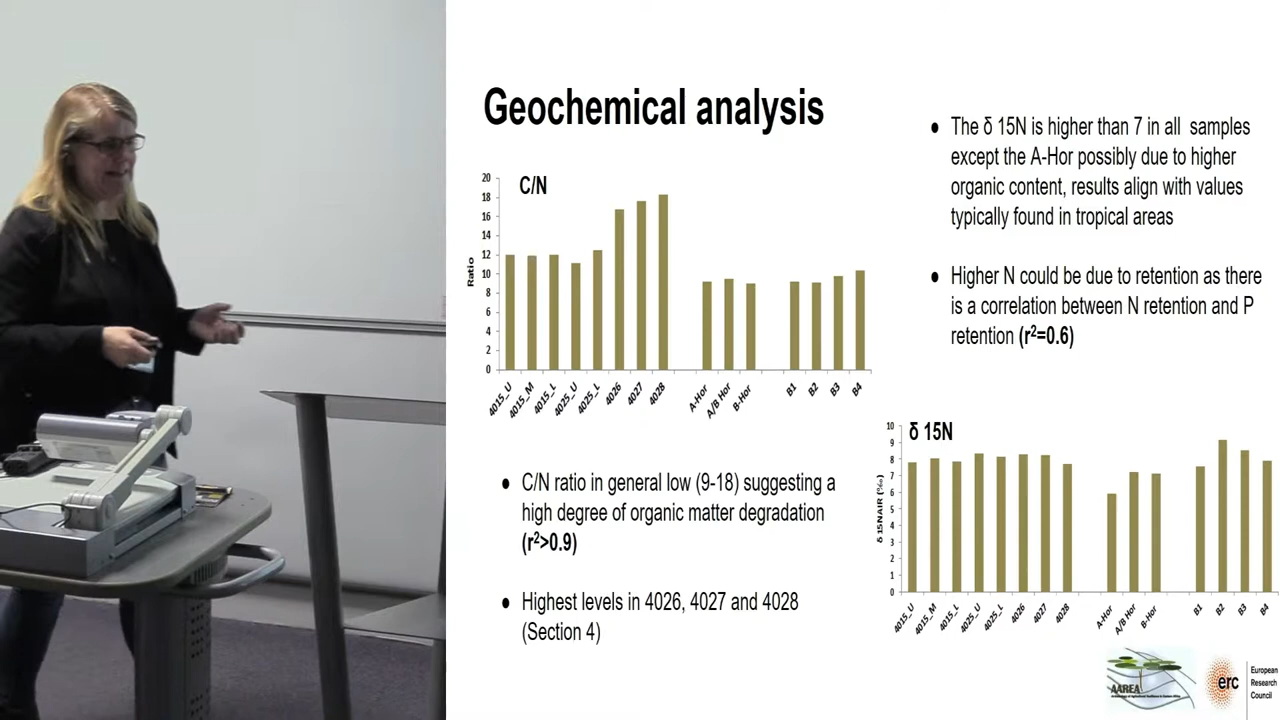 Geochemical analysis
C/N
Ratio
20
18
16
14
12
10
8
6
4
2
0
4015_U
4015_M
4015_L
4025_U
4025_L
4026
4027
4028
A-Hor
A/B Hor
B-Hor
B1
B2
B3
B4
• C/N ratio in general low (9-18) suggesting a
high degree of organic matter degradation
(r²>0.9)
• Highest levels in 4026, 4027 and 4028
(Section 4)
• The δ 15N is higher than 7 in all samples
except the A-Hor possibly due to higher
organic content, results align with values
typically found in tropical areas
• Higher N could be due to retention as there
is a correlation between N retention and P
retention (r²=0.6)
δ 15N
δ 15NAIR (‰)
10
9
8
7
6
5
4
3
2
1
0
4015_U
4015_M
4015_L
4025_U
4025_L
4026
4027
4028
A-Hor
A/B Hor
B-Hor
B1
B2
B3
B4
AAREA
erc
European
Research
Council